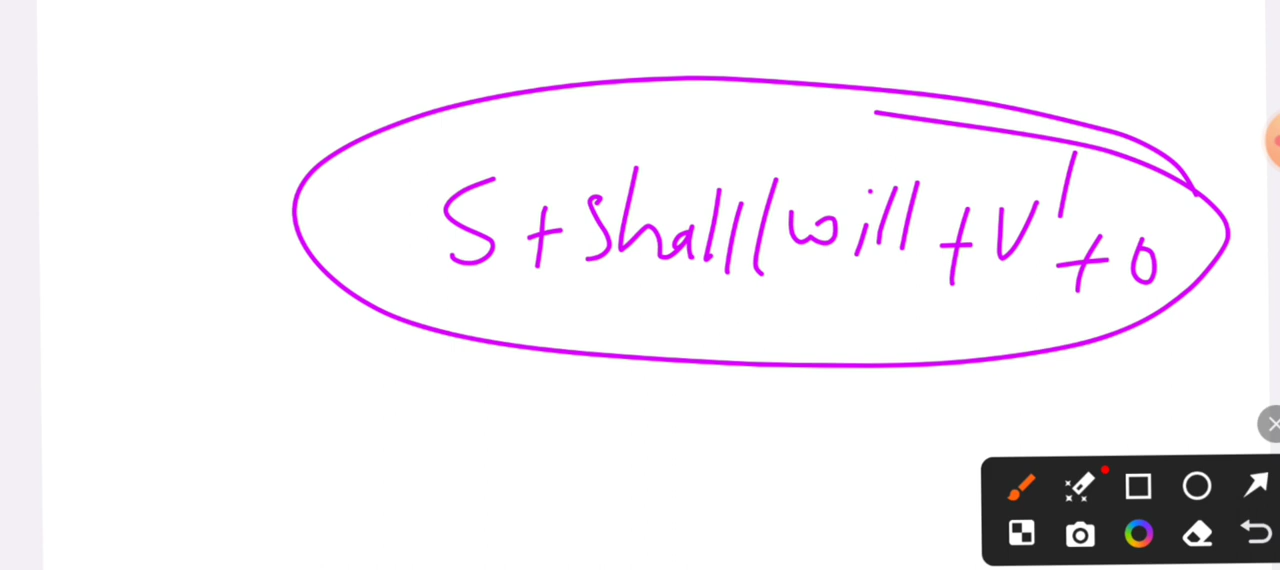 S + Shall/will + V¹ + O